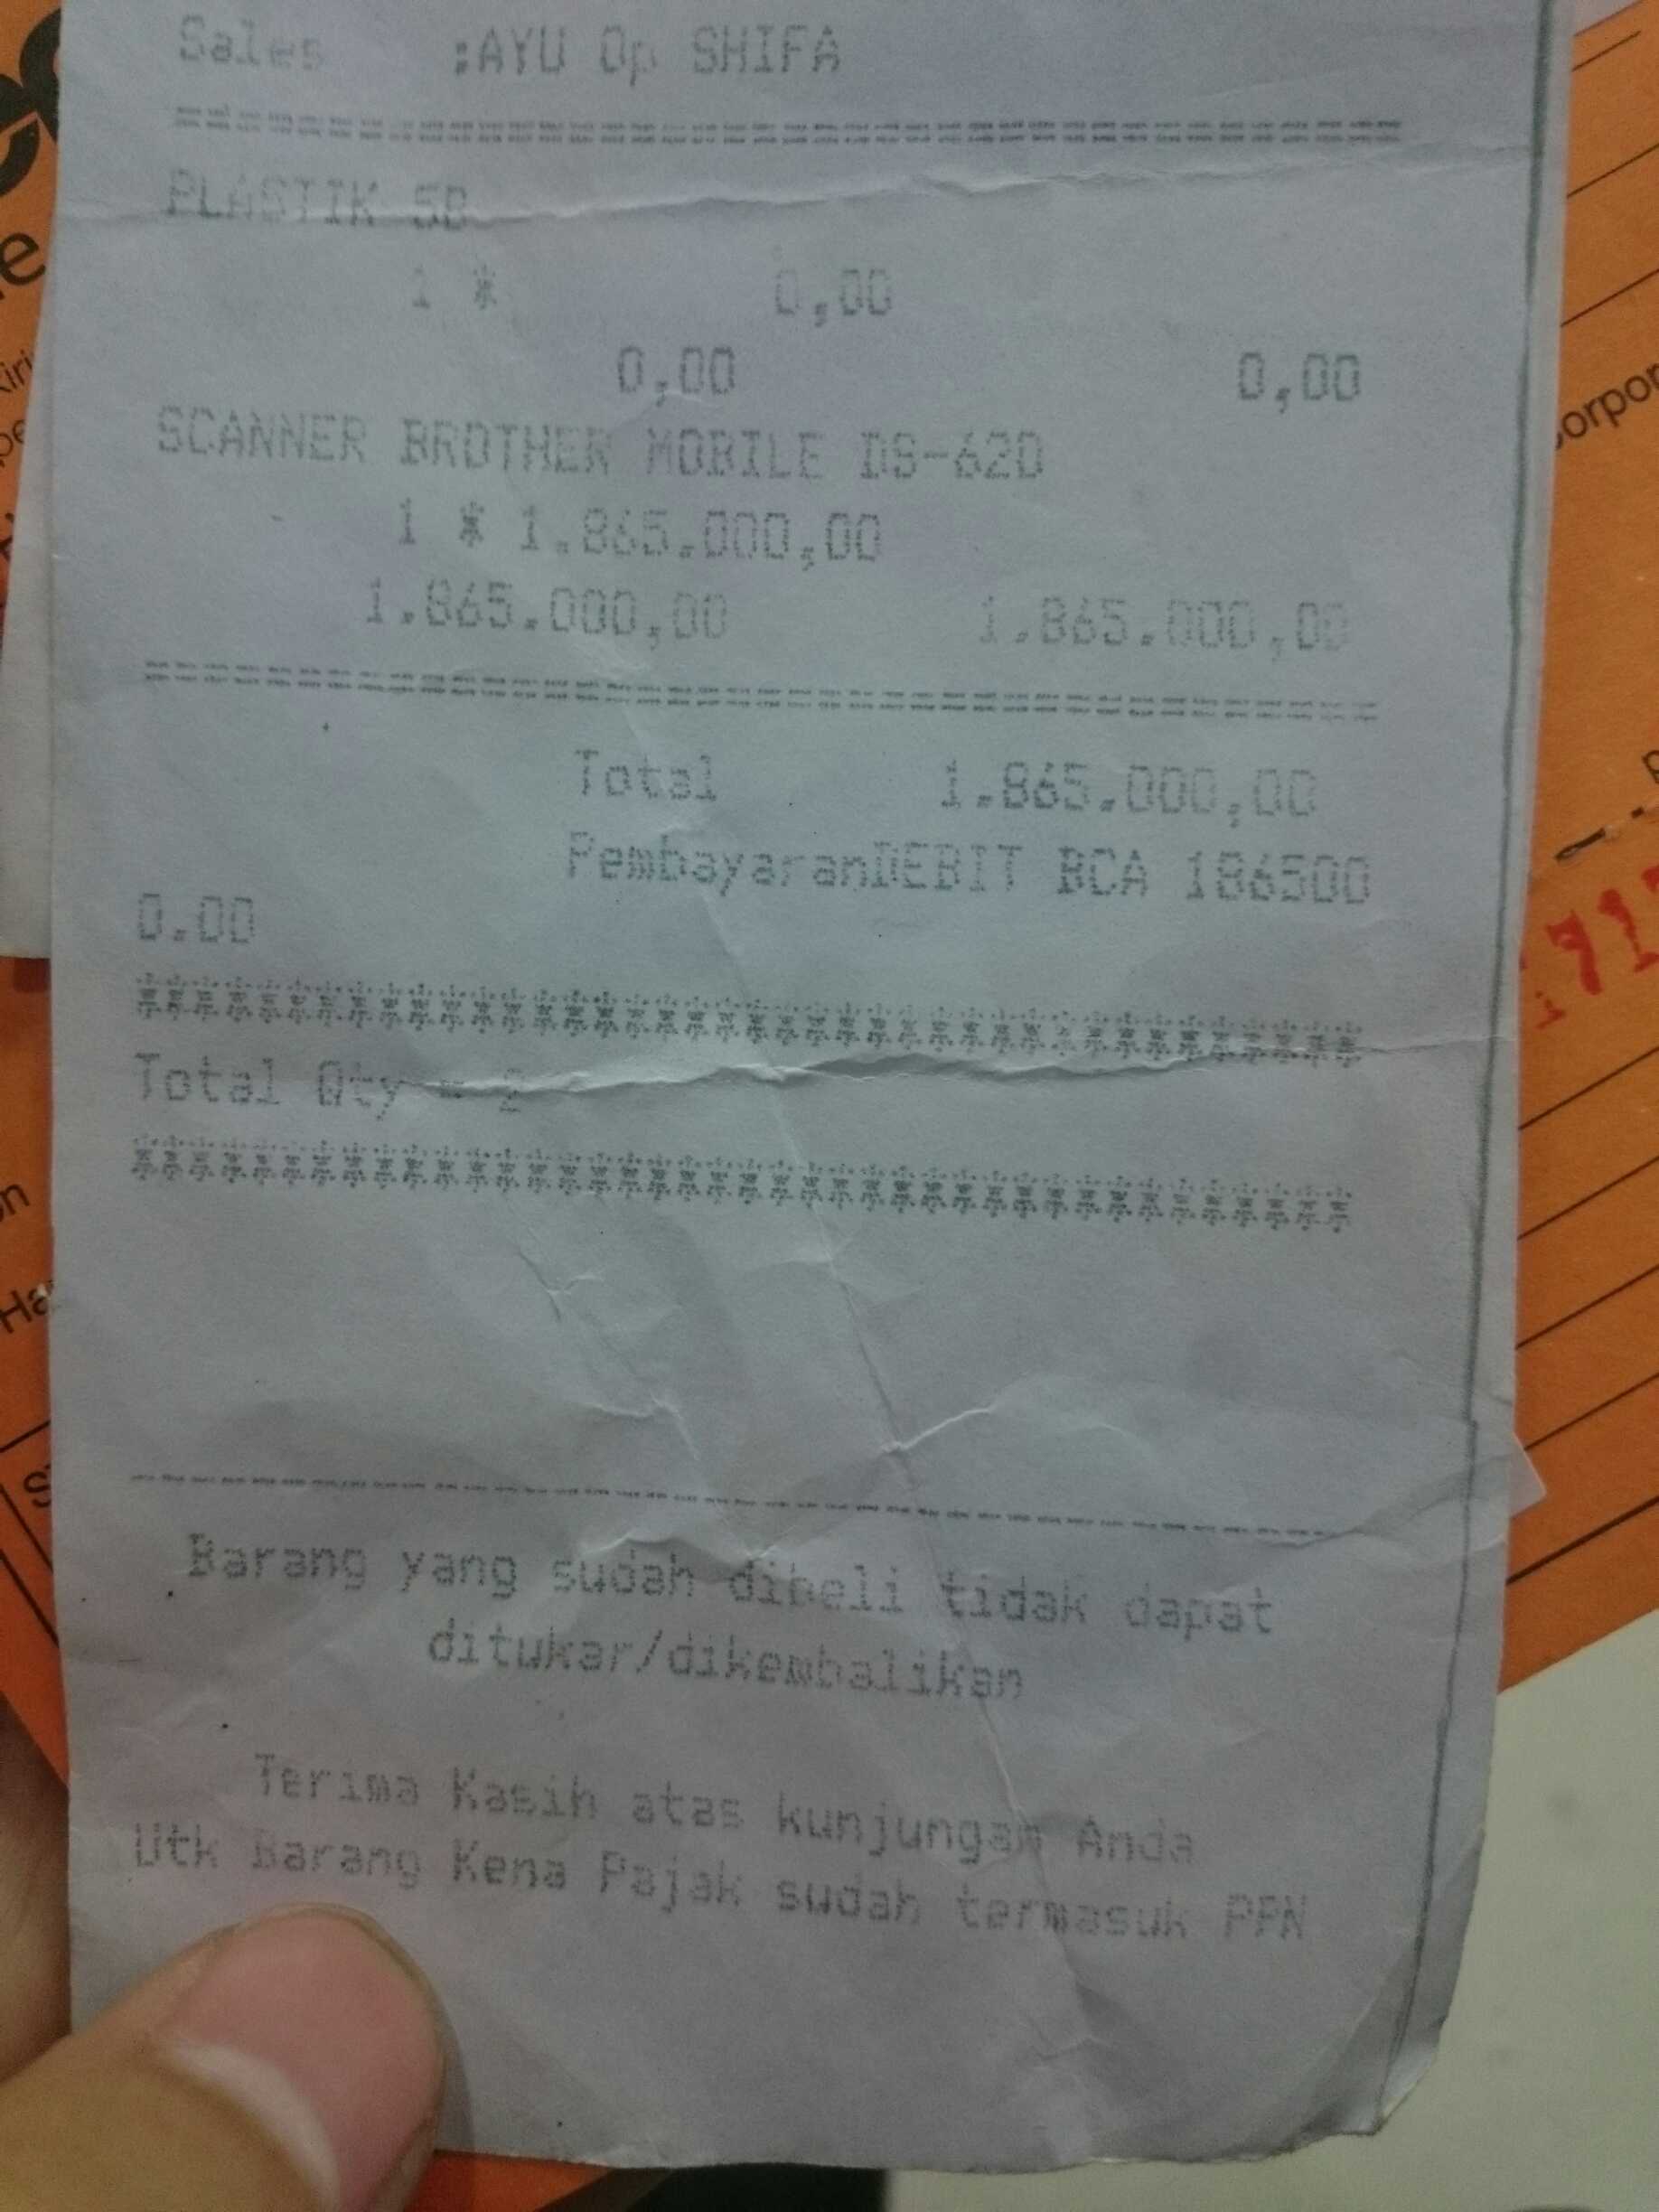 Sales :AYU Op SHIFA
PLASTIK 50
1 * 0,00
0,00 0,00
SCANNER BROTHER MOBILE DS-620
1 * 1.865.000,00
1.865.000,00 1.865.000,00
Total 1.865.000,00
PembayaranDEBIT BCA 186500
0.00
****************************************
Total Qty = 2
****************************************
Barang yang sudah dibeli tidak dapat
ditukar/dikembalikan
Terima Kasih atas kunjungan Anda
Utk Barang Kena Pajak sudah termasuk PPN